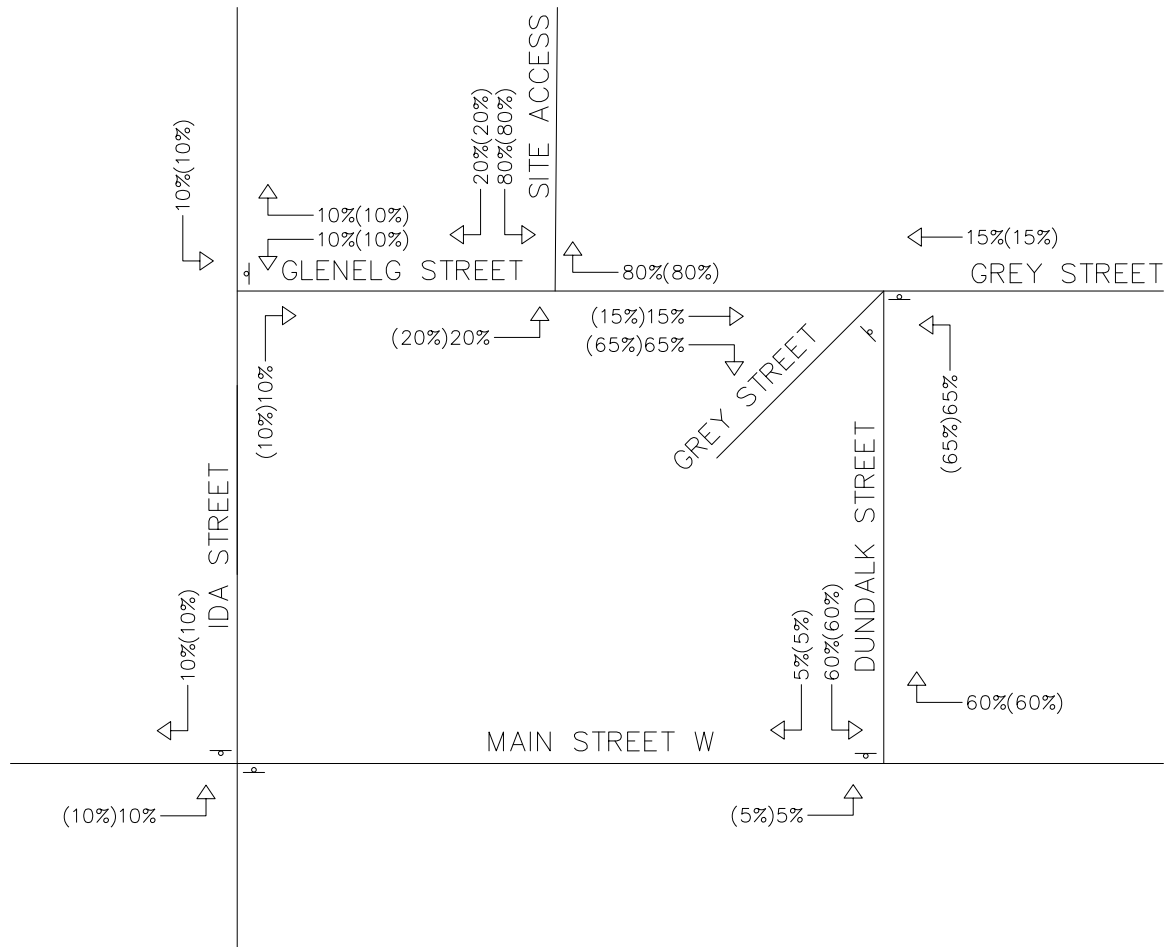 SITE ACCESS
20%(20%)
80%(80%)
10%(10%)
10%(10%)
10%(10%)
15%(15%)
GLENELG STREET
80%(80%)
GREY STREET
(15%)15%
(20%)20%
(65%)65%
GREY STREET
(10%)10%
(65%)65%
IDA STREET
DUNDALK STREET
10%(10%)
5%(5%)
60%(60%)
60%(60%)
MAIN STREET W
(10%)10%
(5%)5%